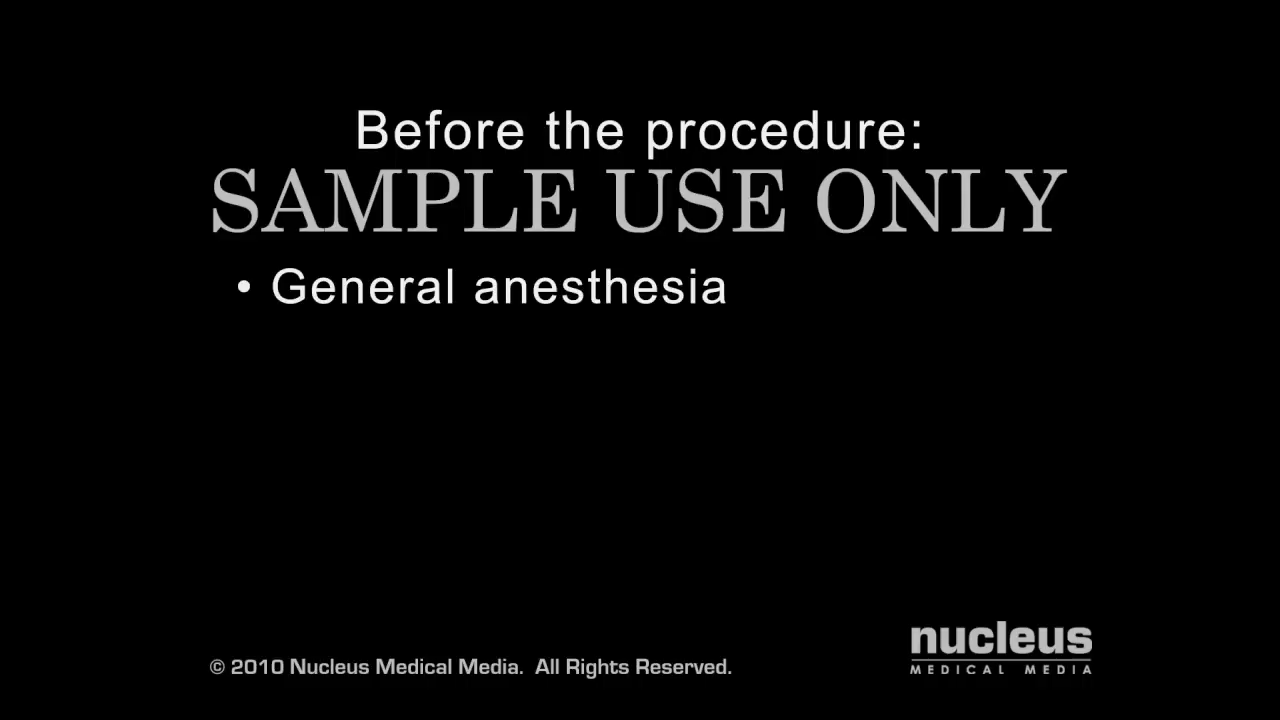 Before the procedure:
SAMPLE USE ONLY
• General anesthesia
nucleus
MEDICAL MEDIA
© 2010 Nucleus Medical Media. All Rights Reserved.